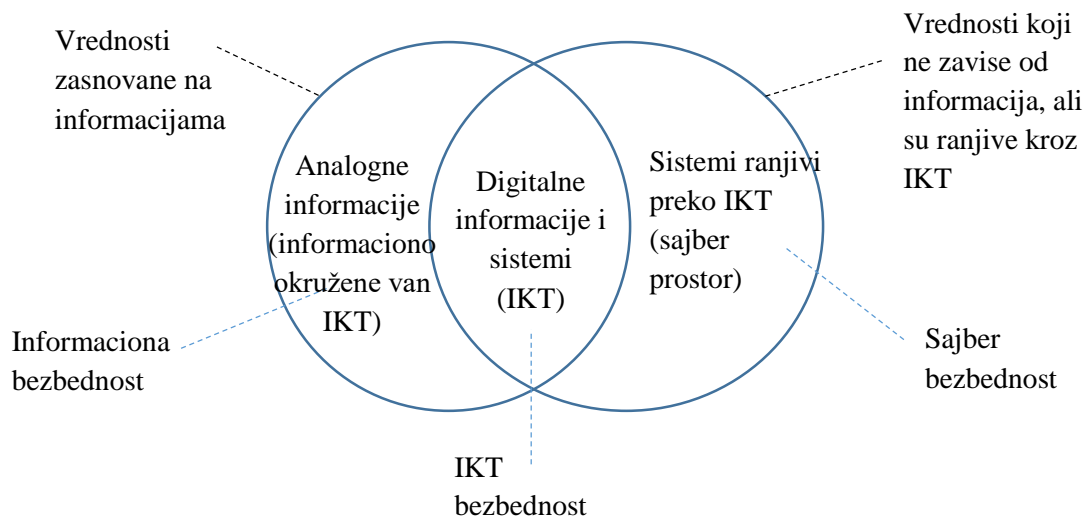 Vrednosti
zasnovane na
informacijama
Vrednosti koji
ne zavise od
informacija, ali
su ranjive kroz
IKT
Analogne
informacije
(informaciono
okružene van
IKT)
Digitalne
informacije i
sistemi
(IKT)
Sistemi ranjivi
preko IKT
(sajber
prostor)
Informaciona
bezbednost
Sajber
bezbednost
IKT
bezbednost